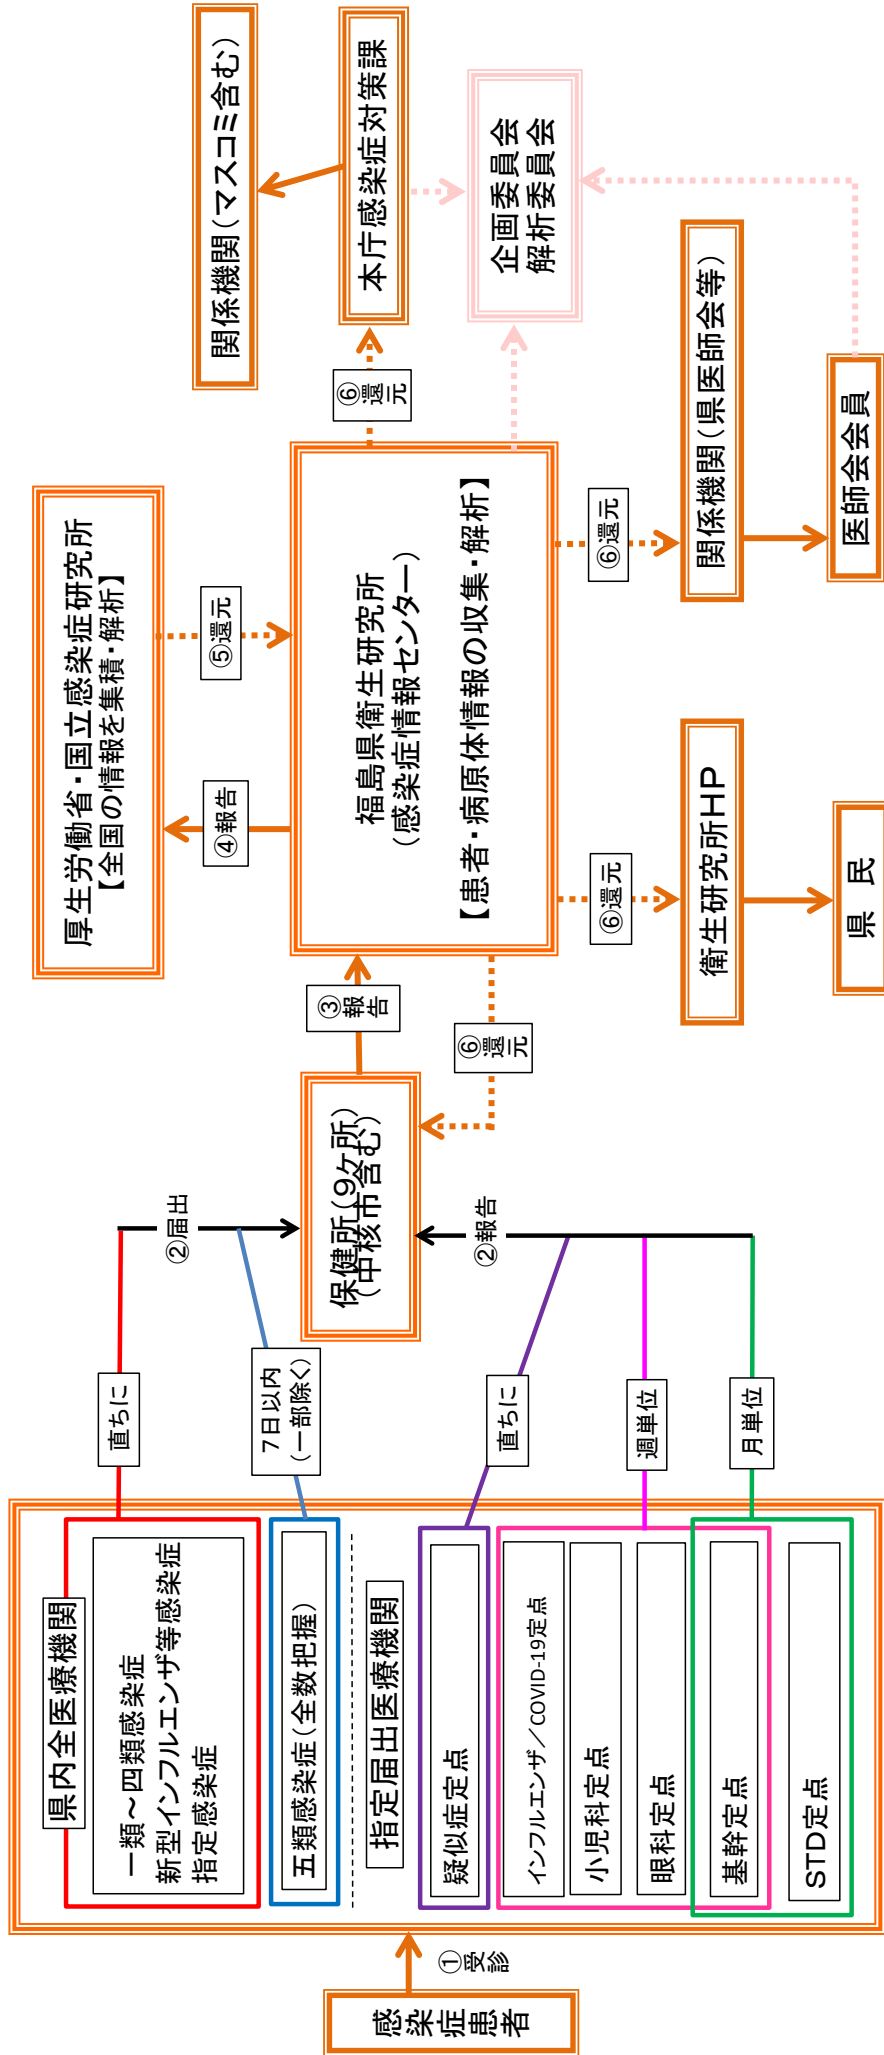 感染症患者
①受診
県内全医療機関
一類～四類感染症
新型インフルエンザ等感染症
指定感染症
五類感染症（全数把握）
指定届出医療機関
疑似症定点
インフルエンザ／COVID-19定点
小児科定点
眼科定点
基幹定点
STD定点
直ちに
7日以内
（一部除く）
直ちに
週単位
月単位
②届出
②報告
保健所（9ケ所）
（中核市含む）
③報告
⑥還元
厚生労働省・国立感染症研究所
【全国の情報を集積・解析】
④報告
⑤還元
福島県衛生研究所
（感染症情報センター）
【患者・病原体情報の収集・解析】
⑥還元
衛生研究所HP
県　民
⑥還元
関係機関（県医師会等）
医師会会員
⑥還元
本庁感染症対策課
関係機関（マスコミ含む）
企画委員会
解析委員会